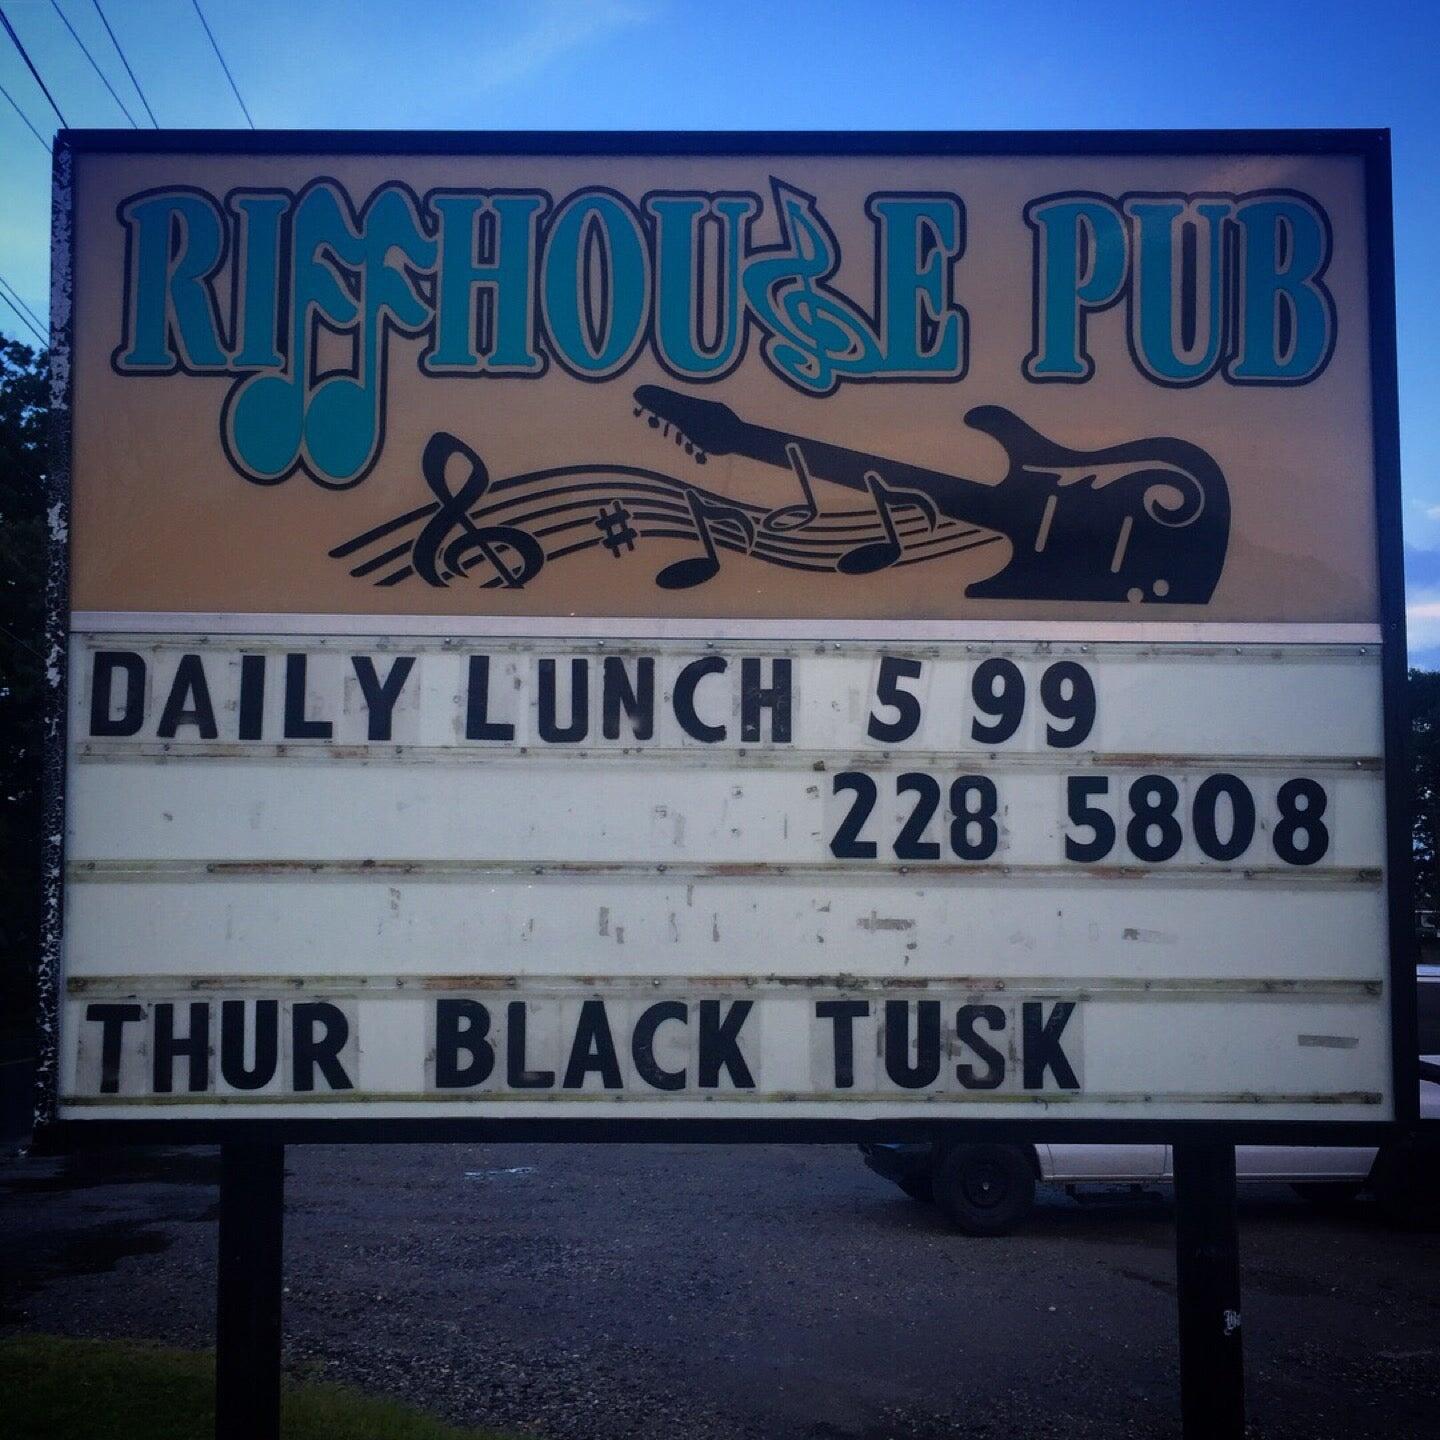 RIFFHOUSE PUB
DAILY LUNCH 5 99
228 5808
THUR BLACK TUSK